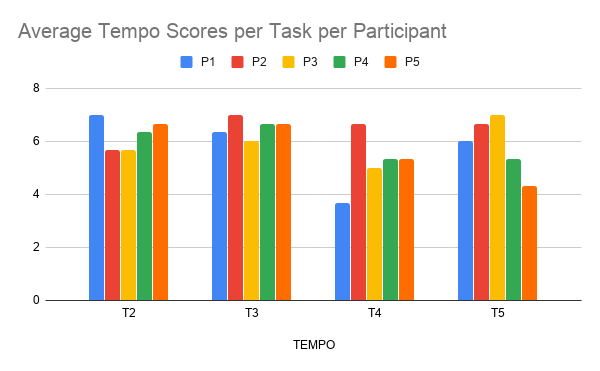 Average Tempo Scores per Task per Participant
P1 P2 P3 P4 P5
8
6
4
2
0
T2 T3 T4 T5
TEMPO